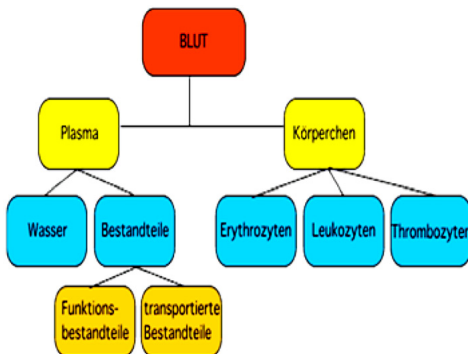 BLUT
Plasma
Körperchen
Wasser
Bestandteile
Erythrozyten
Leukozyten
Thrombozyten
Funktions-
bestandteile
transportierte
Bestandteile